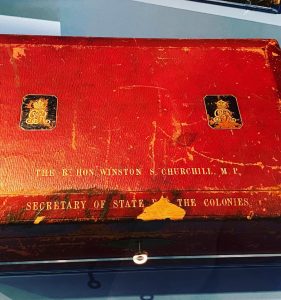 THE RT. HON. WINSTON S. CHURCHILL, M.P.,
SECRETARY OF STATE THE COLONIES.